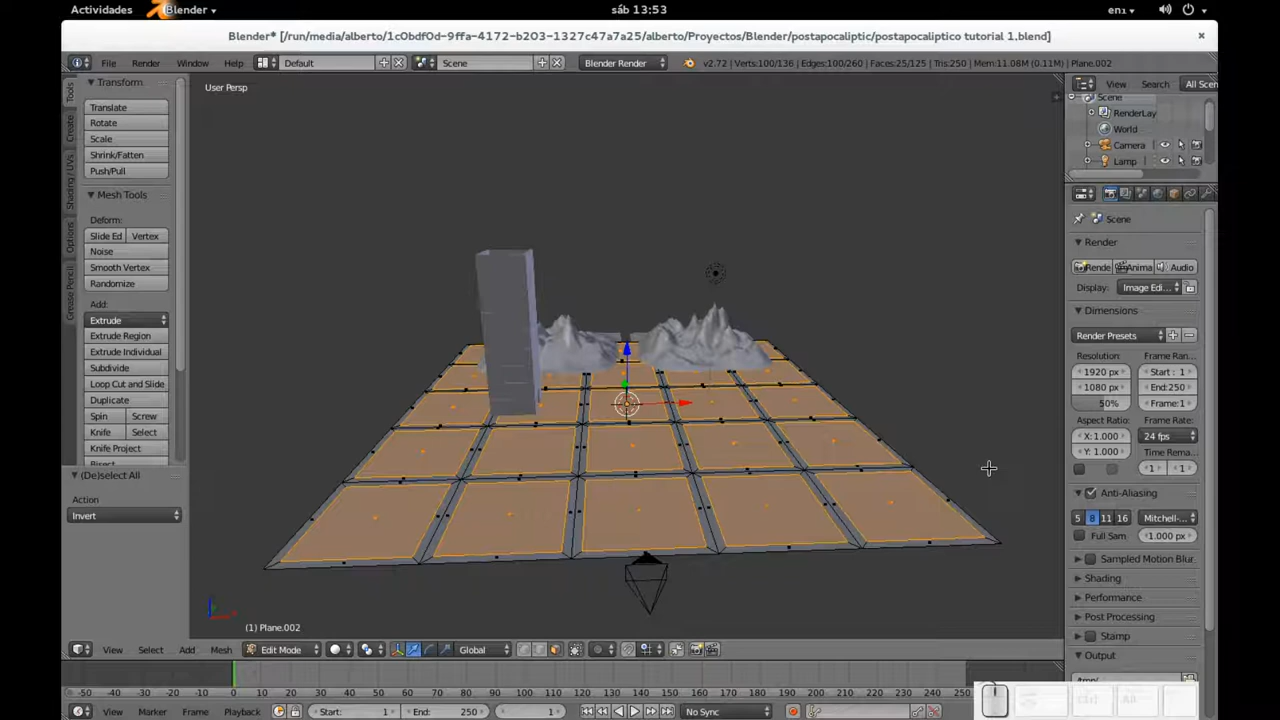 Actividades Blender sáb 13:53 en1
Blender* [/run/media/alberto/1c0bdf0d-9ffa-4172-b203-1327c47a7a25/alberto/Proyectos/Blender/postapocaliptic/postapocaliptico tutorial 1.blend]
File Render Window Help Default Scene Blender Render v2.72 | Verts:100/136 | Edges:100/260 | Faces:25/125 | Tris:250 | Mem:11.08M (0.11M) | Plane.002
Transform
Translate
Rotate
Scale
Shrink/Fatten
Push/Pull
Mesh Tools
Deform:
Slide Ed Vertex
Noise
Smooth Vertex
Randomize
Add:
Extrude
Extrude Region
Extrude Individual
Subdivide
Loop Cut and Slide
Duplicate
Spin Screw
Knife Select
Knife Project
Bisect
Tools
Create
Shading / UVs
Options
Grease Pencil
(De)select All
Action
Invert
User Persp
(1) Plane.002
View Select Add Mesh Edit Mode Global
View Search All Scen
Scene
RenderLay
World
Camera
Lamp
Scene
Render
Rende Anima Audio
Display: Image Edi...
Dimensions
Render Presets
Resolution: Frame Ran...
1920 px Start: 1
1080 px End:250
50% Frame:1
Aspect Ratio: Frame Rate:
X: 1.000 24 fps
Y: 1.000 Time Rema...
1 1
Anti-Aliasing
5 8 11 16 Mitchell-...
Full Sam 1.000 px
Sampled Motion Blur
Shading
Performance
Post Processing
Stamp
Output
/tmp/
-50 -40 -30 -20 -10 0 10 20 30 40 50 60 70 80 90 100 110 120 130 140 150 160 170 180 190 200 210 220 230 240 250
View Marker Frame Playback Start: 1 End: 250 1 No Sync